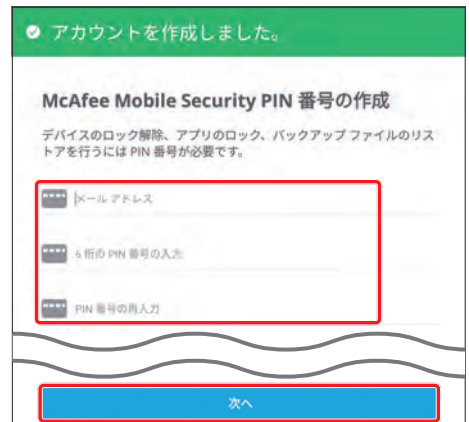 アカウントを作成しました。
McAfee Mobile Security PIN 番号の作成
デバイスのロック解除、アプリのロック、バックアップ ファイルのリス
トアを行うには PIN 番号が必要です。
メール アドレス
6 桁の PIN 番号の入力
PIN 番号の再入力
次へ